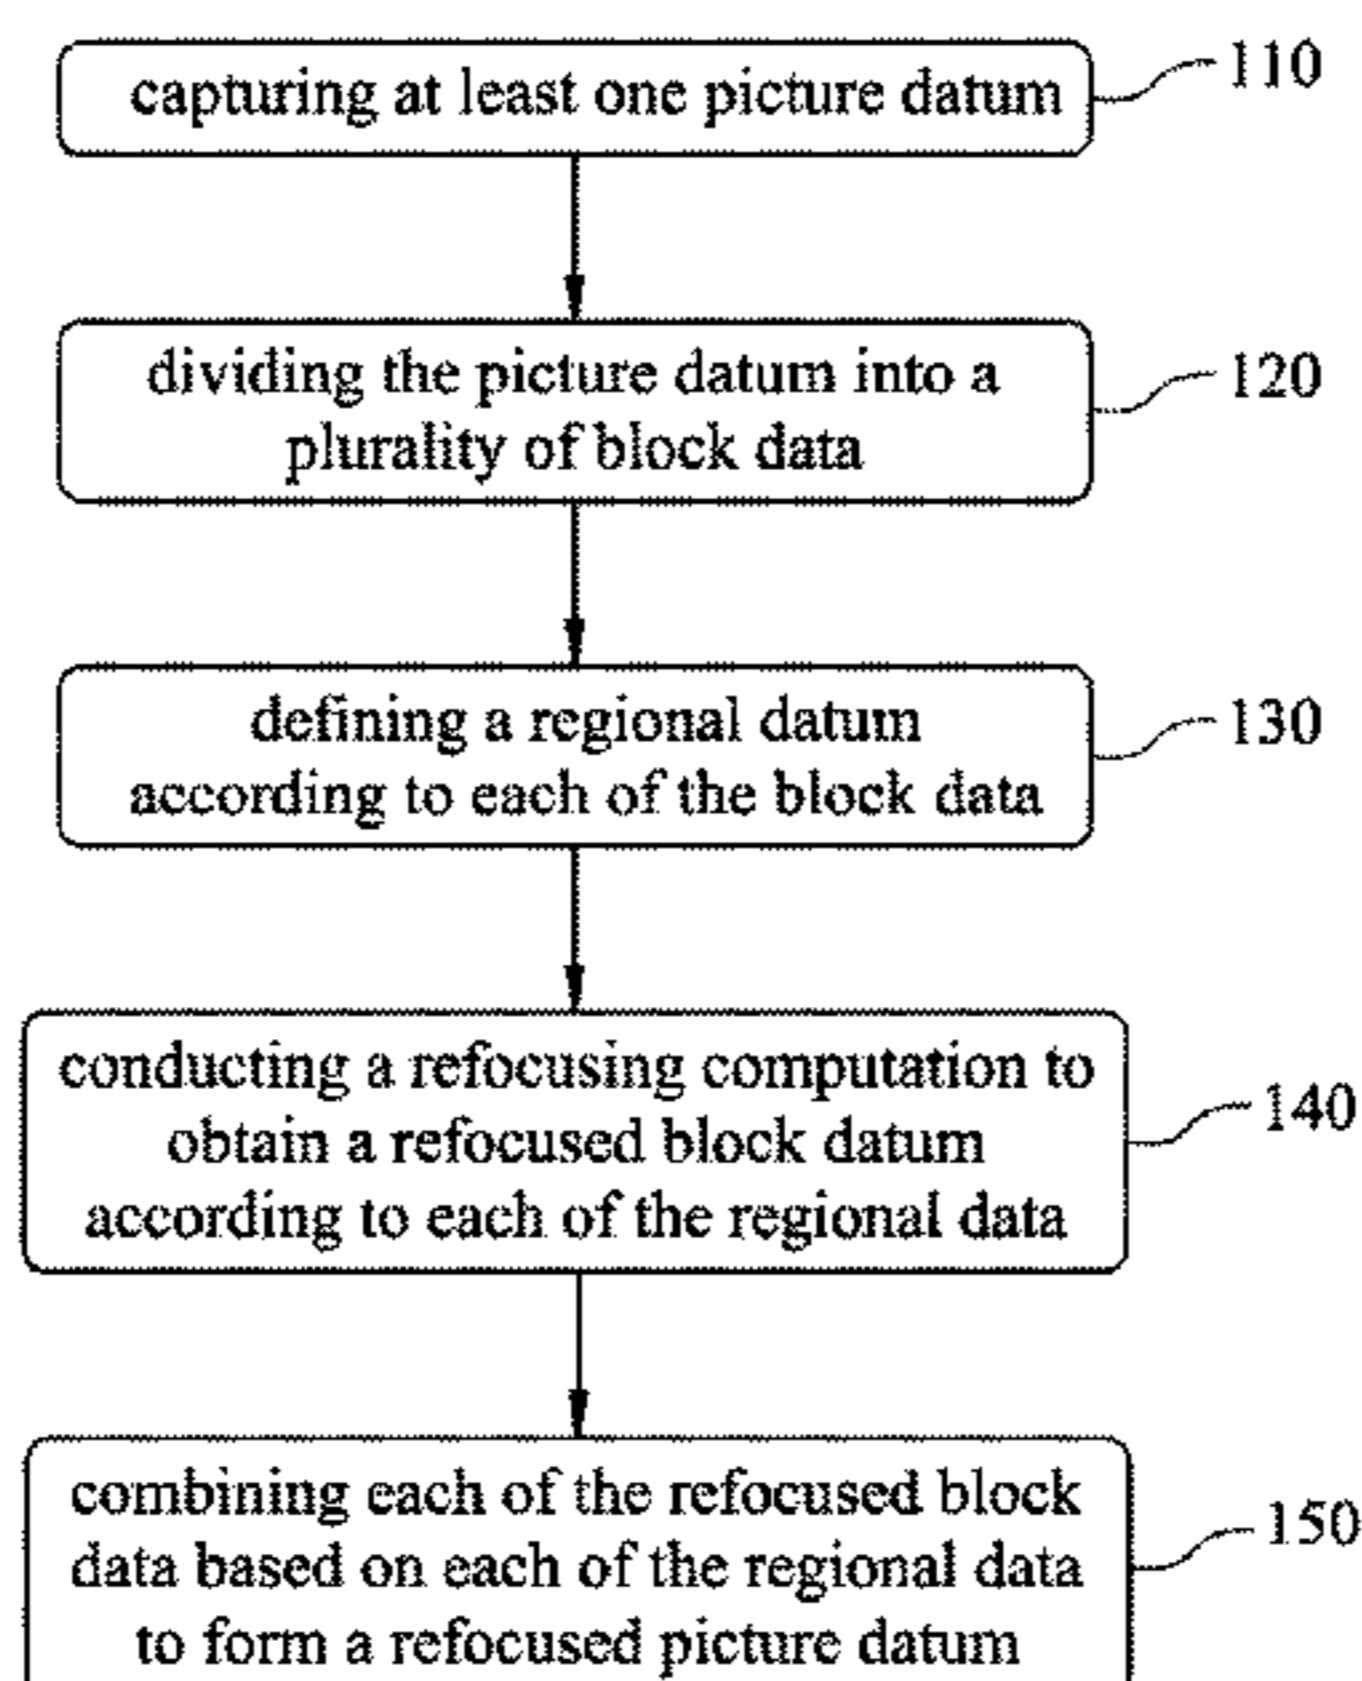 capturing at least one picture datum
110
dividing the picture datum into a
plurality of block data
120
defining a regional datum
according to each of the block data
130
conducting a refocusing computation to
obtain a refocused block datum
according to each of the regional data
140
combining each of the refocused block
data based on each of the regional data
to form a refocused picture datum
150